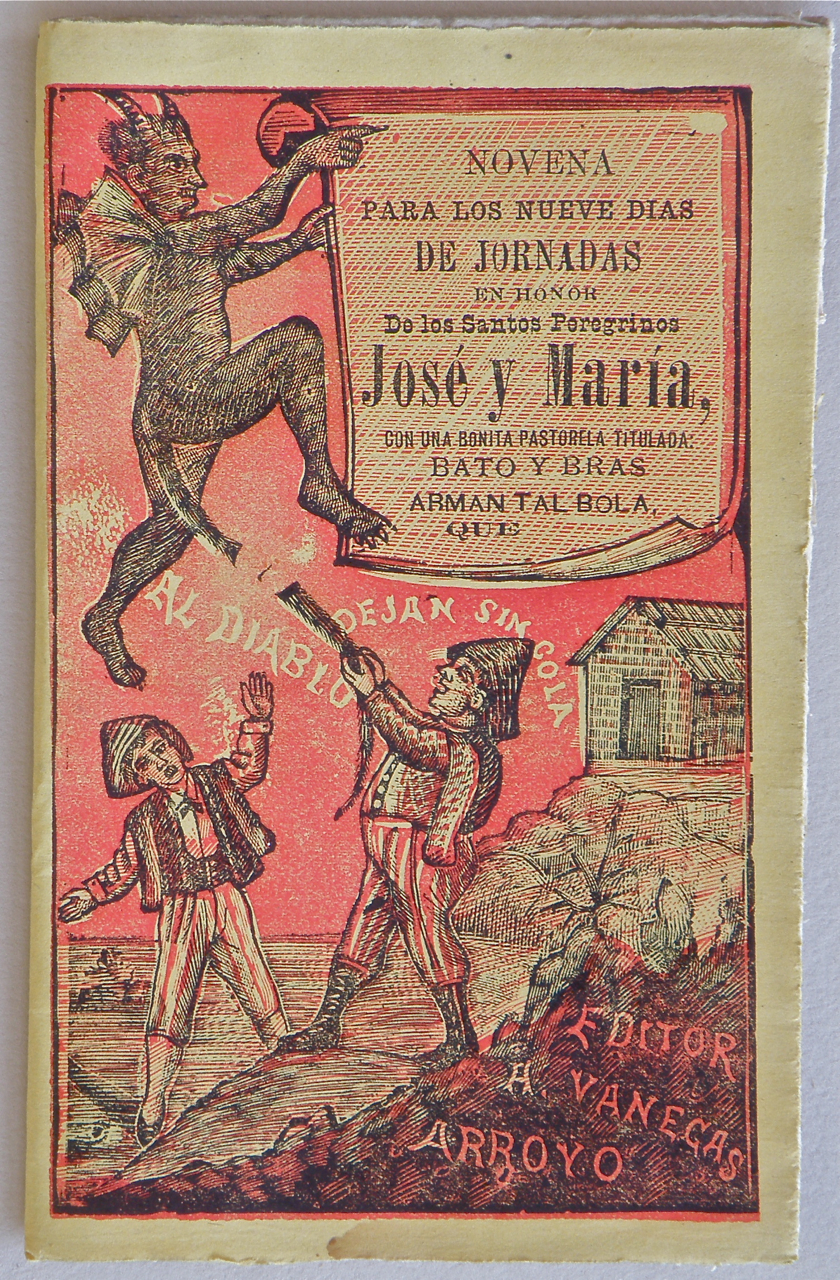 NOVENA
PARA LOS NUEVE DIAS
DE JORNADAS
EN HONOR
De los Santos Peregrinos
José y María,
CON UNA BONITA PASTORELA TITULADA:
BATO Y BRAS
ARMAN TAL BOLA,
QUE
AL DIABLO
DEJAN SIN COLA
EDITOR
A. VANEGAS
ARROYO